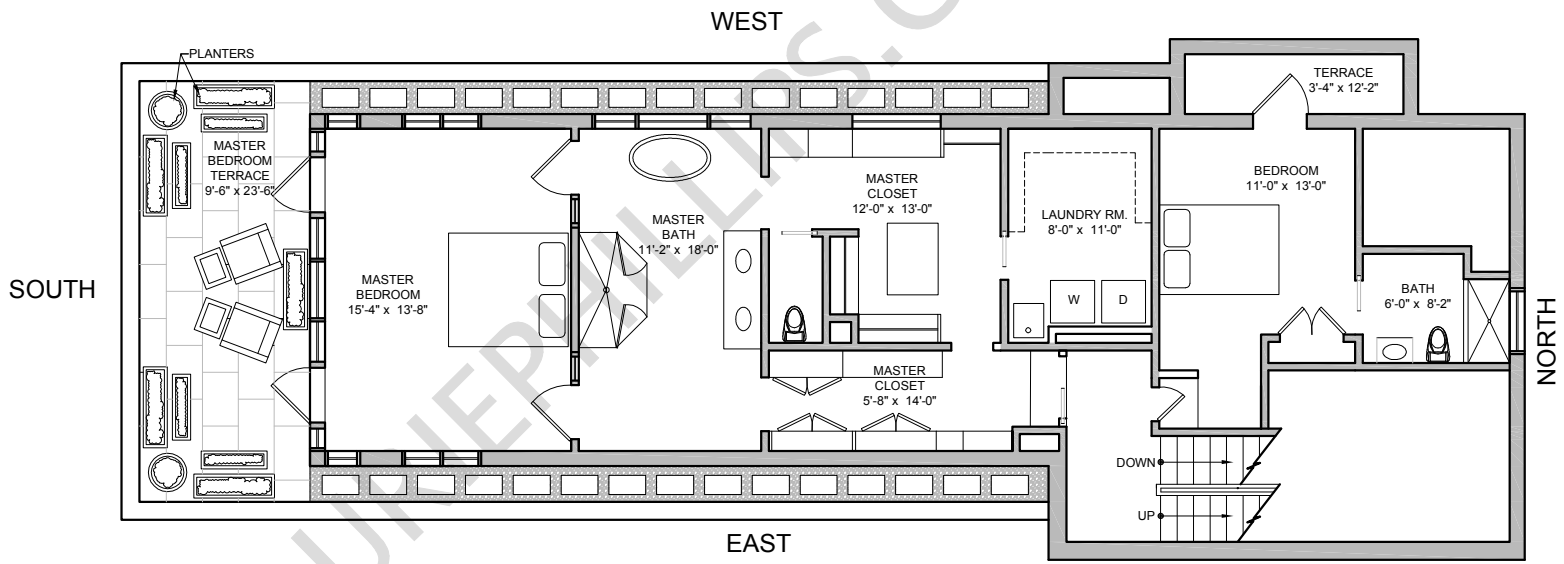 WEST
PLANTERS
MASTER
BEDROOM
TERRACE
9'-6" x 23'-6"
MASTER
BEDROOM
15'-4" x 13'-8"
MASTER
BATH
11'-2" x 18'-0"
MASTER
CLOSET
12'-0" x 13'-0"
MASTER
CLOSET
5'-8" x 14'-0"
LAUNDRY RM.
8'-0" x 11'-0"
W
D
TERRACE
3'-4" x 12'-2"
BEDROOM
11'-0" x 13'-0"
BATH
6'-0" x 8'-2"
DOWN
UP
SOUTH
NORTH
EAST
URIEPHILLIPS.C